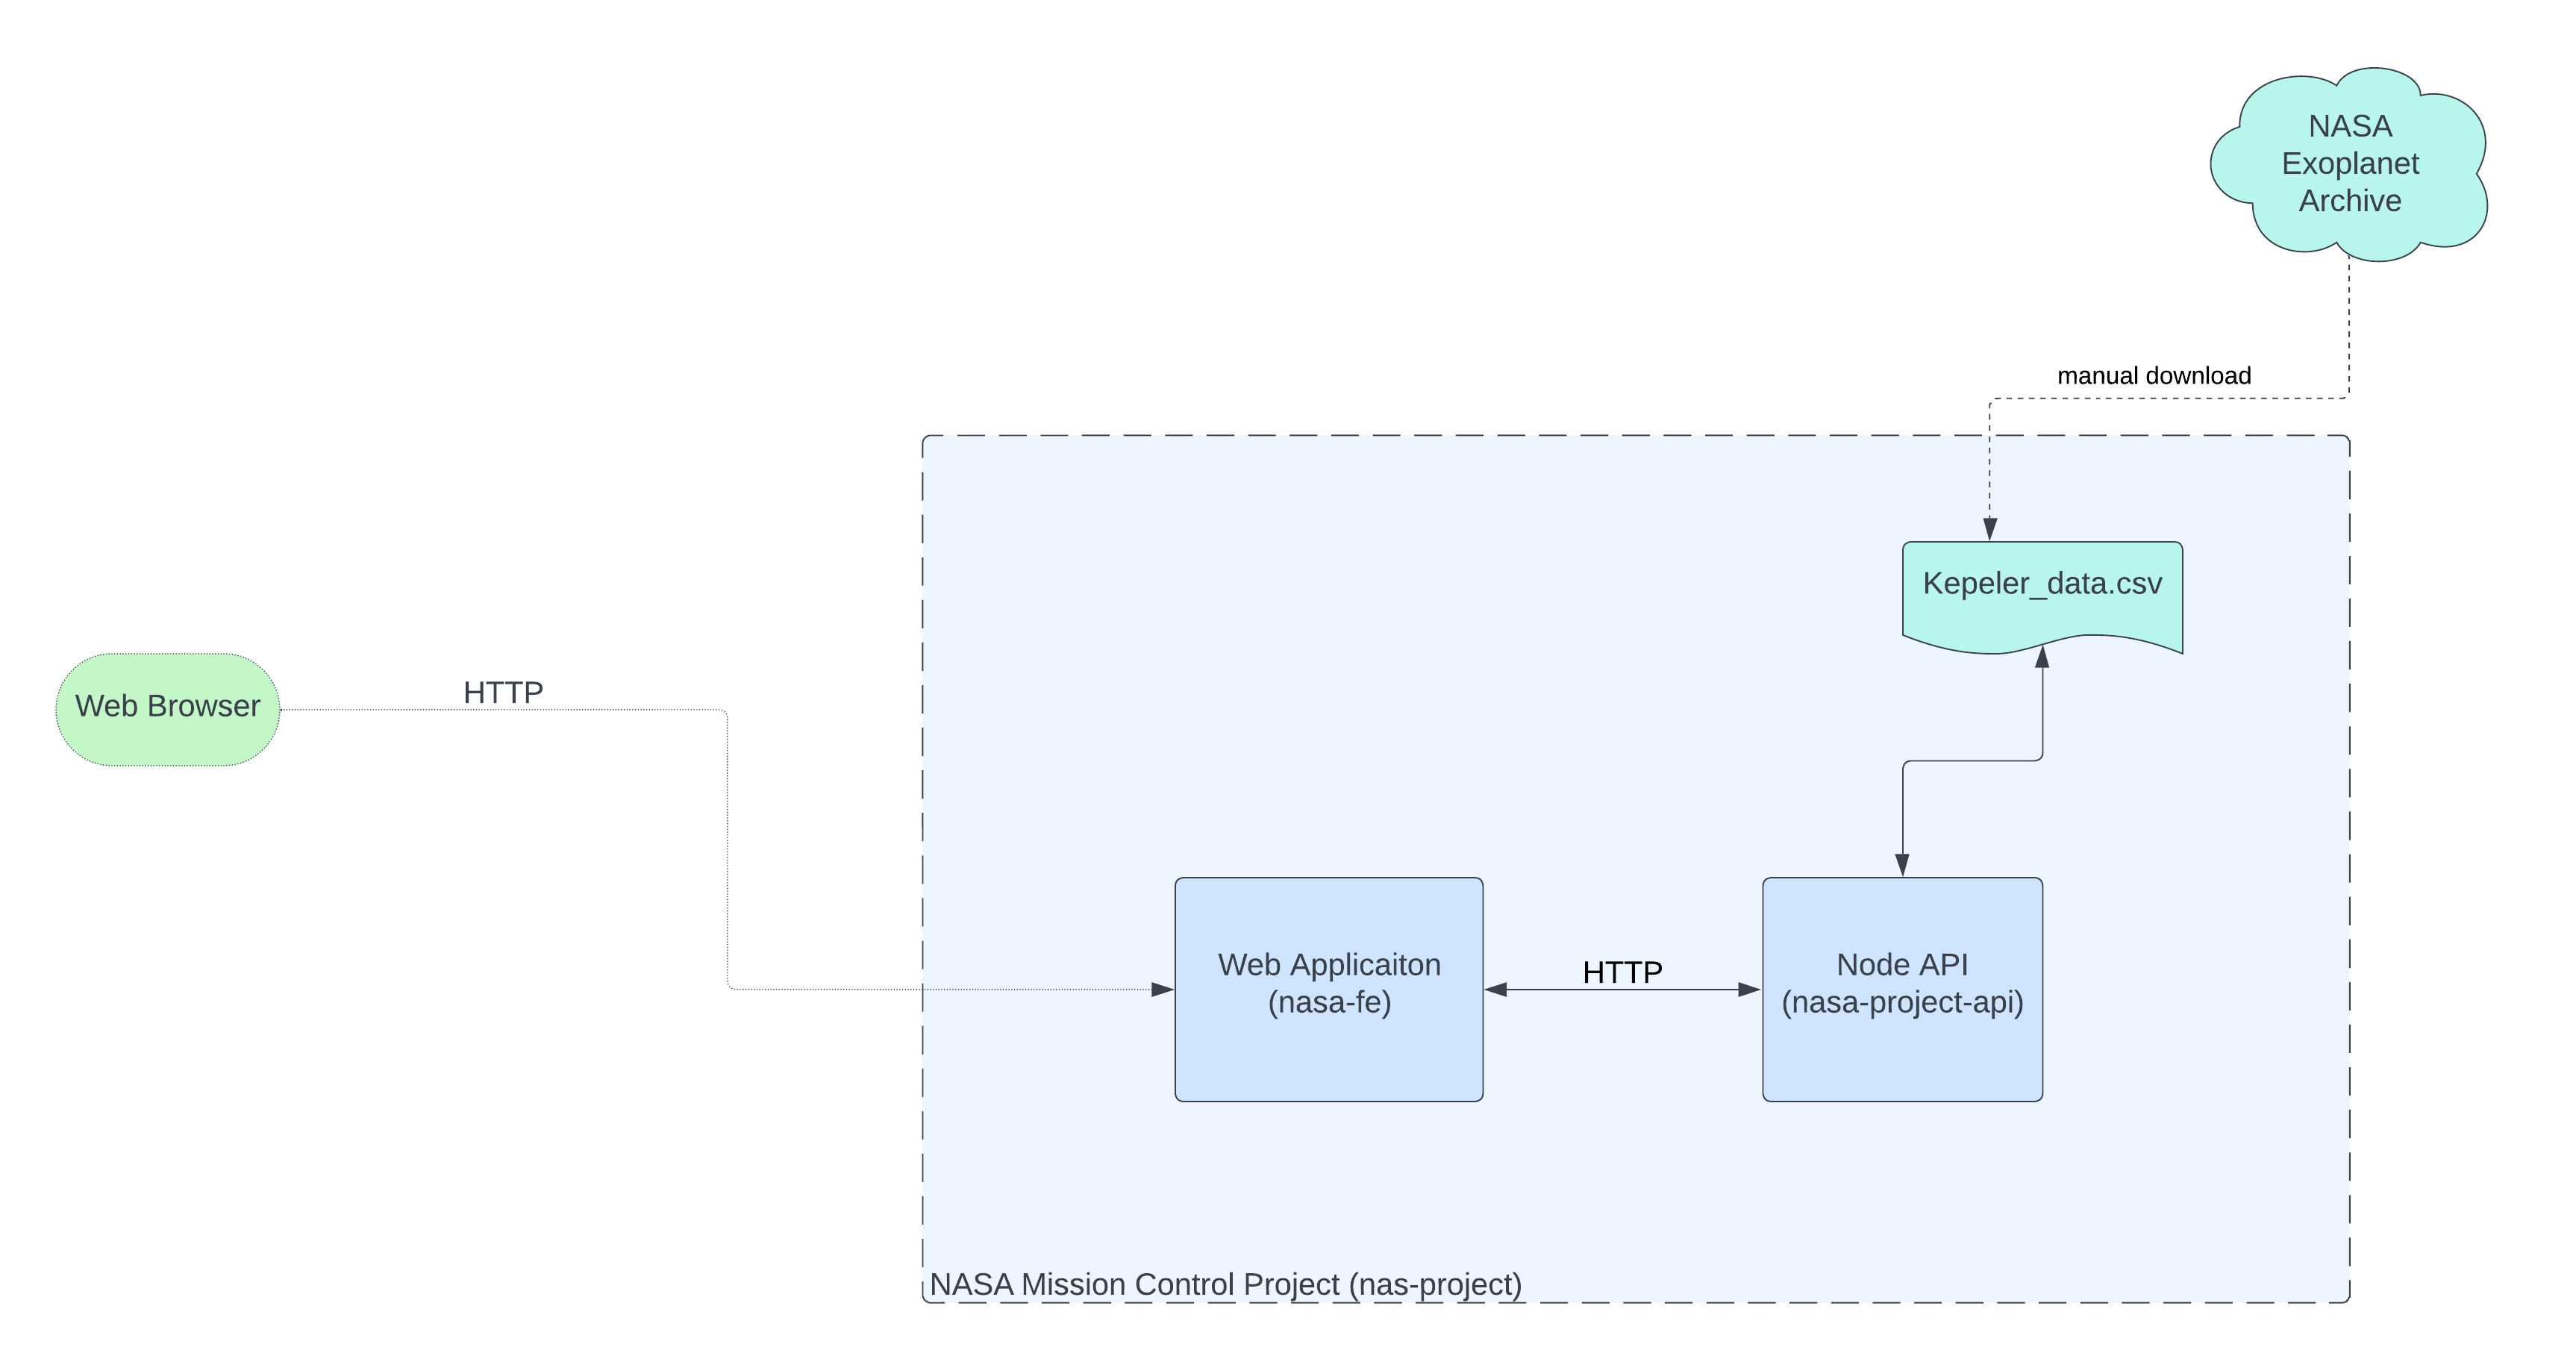 NASA
Exoplanet
Archive
manual download
Kepeler_data.csv
Web Browser
HTTP
Web Applicaiton
(nasa-fe)
HTTP
Node API
(nasa-project-api)
NASA Mission Control Project (nas-project)